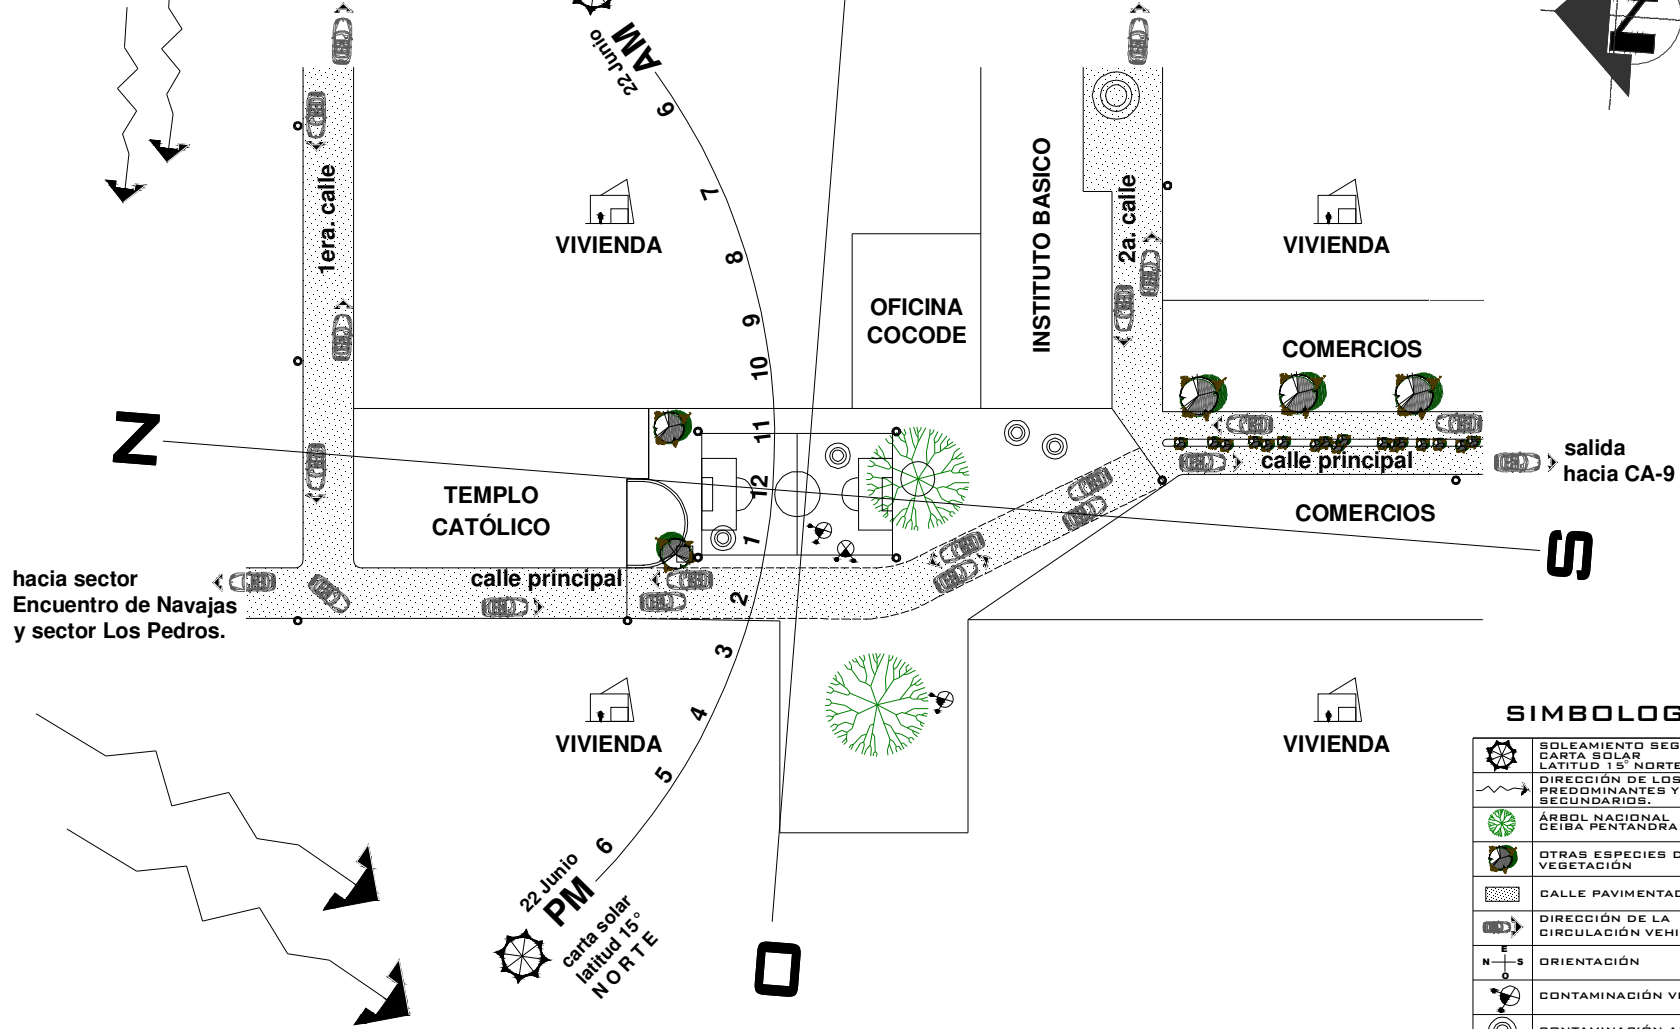 22 Junio
AM
6
7
8
9
10
11
12
1
2
3
4
5
6
22 Junio
PM
carta solar
latitud 15°
NORTE
1era. calle
VIVIENDA
OFICINA
COCODE
INSTITUTO BASICO
2a. calle
VIVIENDA
COMERCIOS
N
TEMPLO
CATÓLICO
calle principal
salida
hacia CA-9
COMERCIOS
S
hacia sector
Encuentro de Navajas
y sector Los Pedros.
calle principal
VIVIENDA
VIVIENDA
O
SIMBOLOG
SOLEAMIENTO SEG
CARTA SOLAR
LATITUD 15° NORTE
DIRECCIÓN DE LOS
PREDOMINANTES Y
SECUNDARIOS.
ÁRBOL NACIONAL
CEIBA PENTANDRA
OTRAS ESPECIES D
VEGETACIÓN
CALLE PAVIMENTAD
DIRECCIÓN DE LA
CIRCULACIÓN VEHI
E
N S
O
ORIENTACIÓN
CONTAMINACIÓN VI